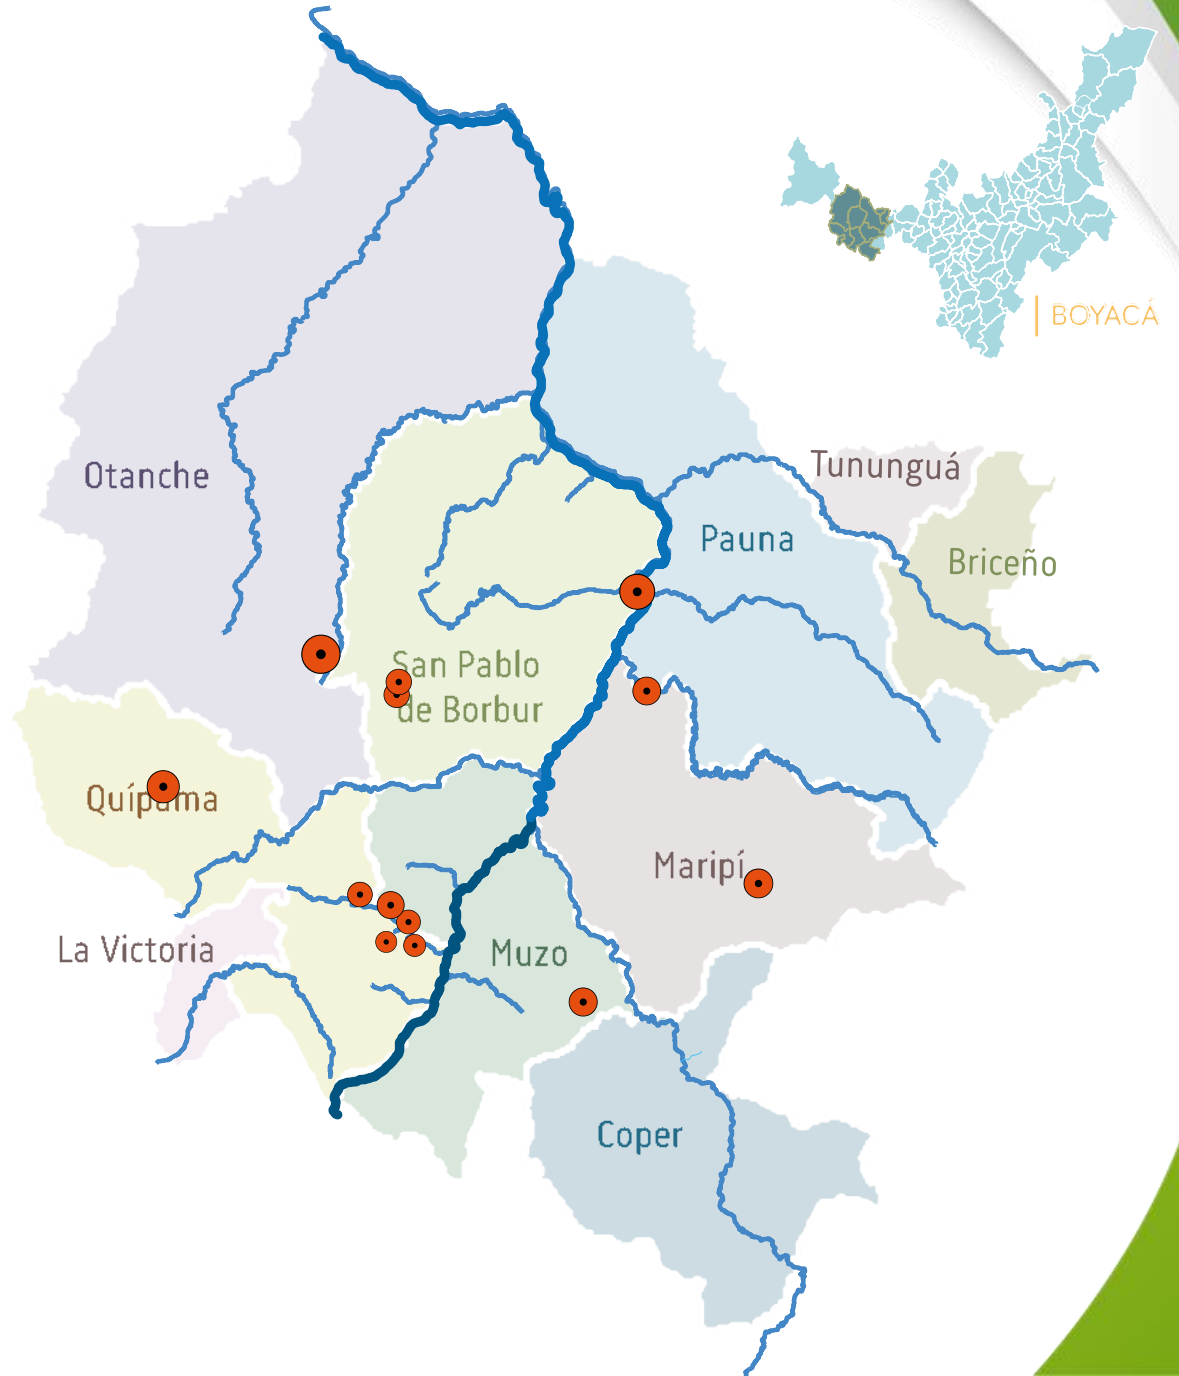 BOYACÁ
Otanche
Tununguá
Pauna
Briceño
San Pablo
de Borbur
Quípama
Maripí
La Victoria
Muzo
Coper